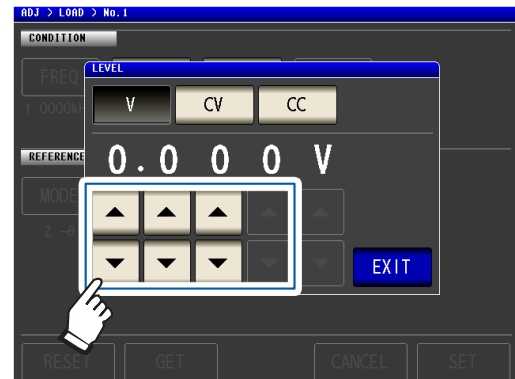 ADJ > LOAD > No.1
CONDITION
LEVEL
FREQ
V CV CC
1.0000k
REFERENCE
0.000 V
MODE
Z -θ
EXIT
RESET GET CANCEL SET